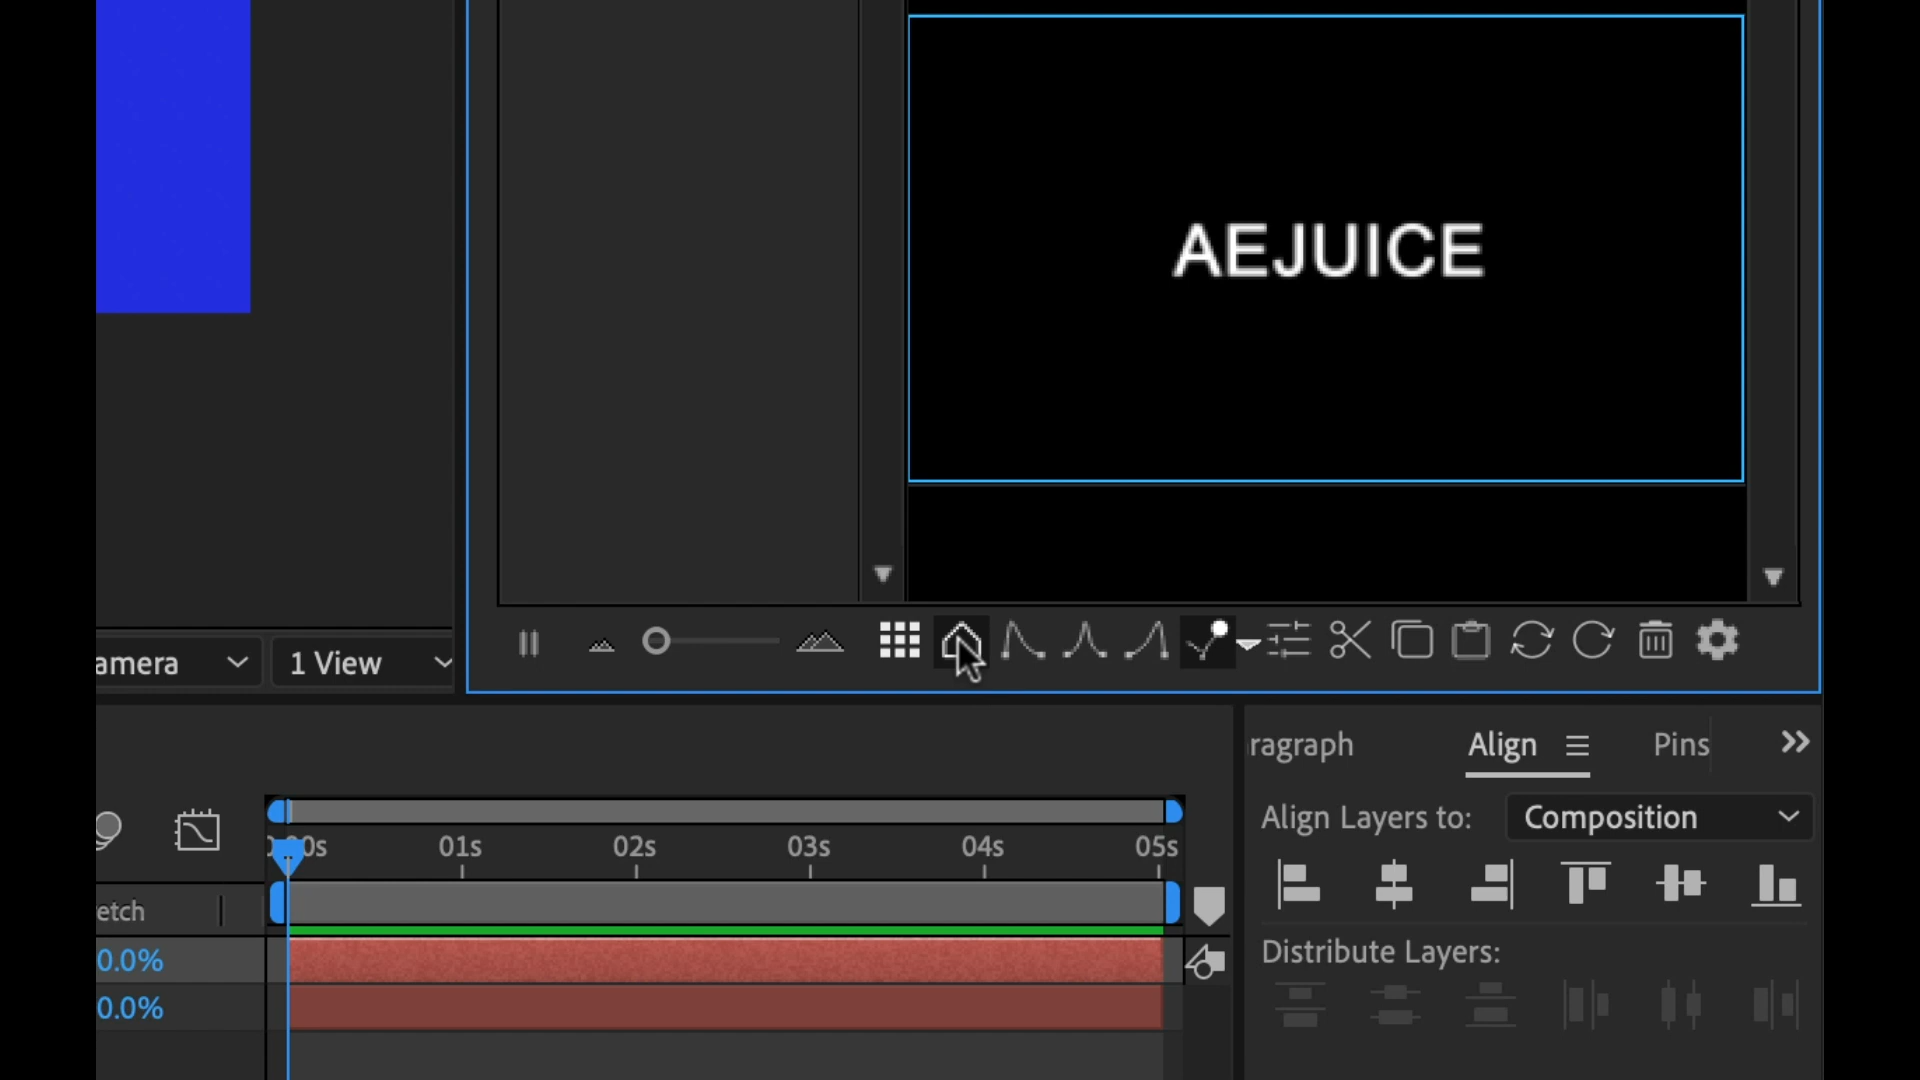 AEJUICE
amera
1 View
ragraph
Align
Pins
Align Layers to:
Composition
0s
01s
02s
03s
04s
05s
etch
Distribute Layers:
0.0%
0.0%